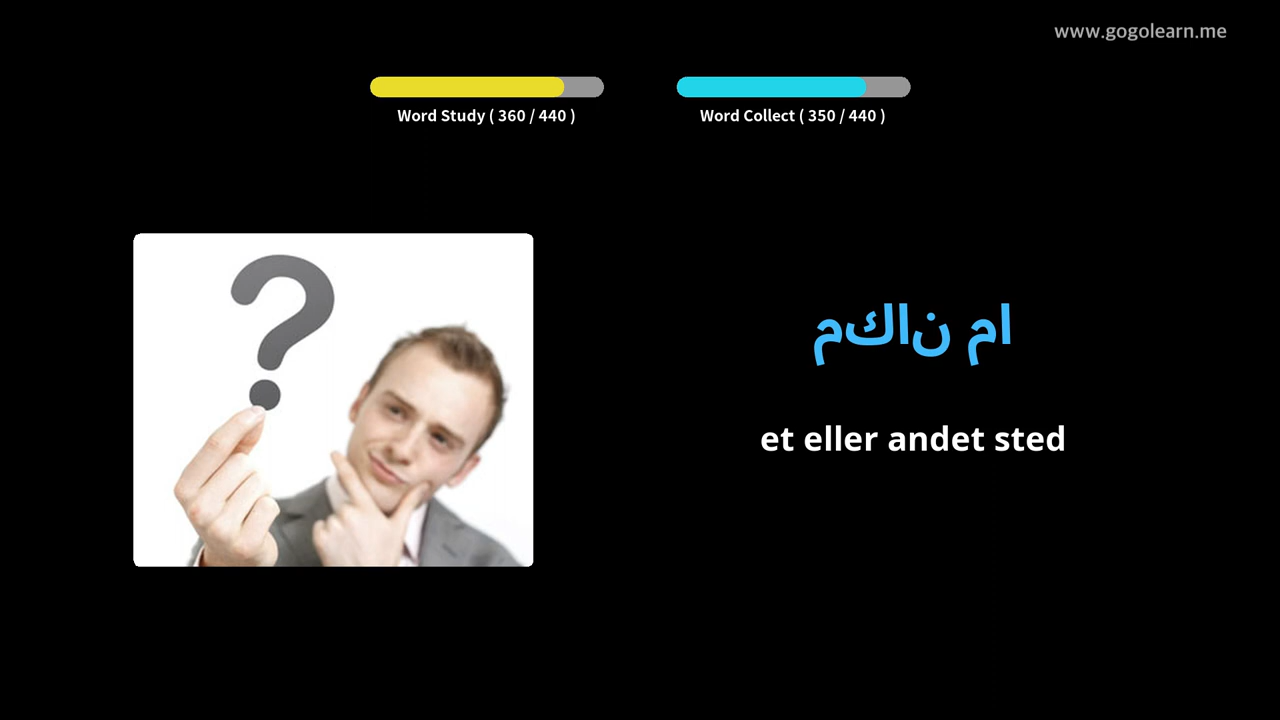 www.gogolearn.me
Word Study ( 360 / 440 )
Word Collect ( 350 / 440 )
مكان ما
et eller andet sted